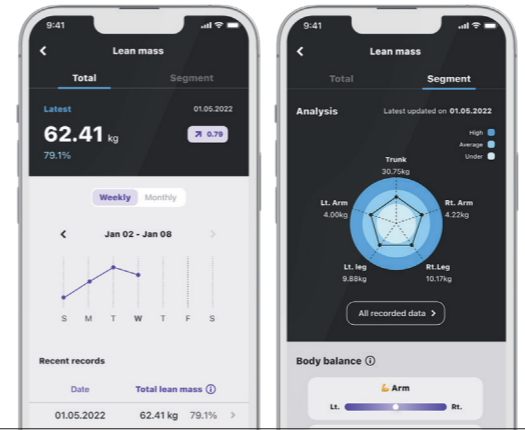 9:41
Lean mass
Total Segment
Latest 01.05.2022
62.41 kg 0.79
79.1%
Weekly Monthly
Jan 02 - Jan 08
S M T W T F S
Recent records
Date Total lean mass
01.05.2022 62.41 kg 79.1%
9:41
Lean mass
Total Segment
Analysis Latest updated on 01.05.2022
High
Average
Under
Trunk
30.75kg
Lt. Arm Rt. Arm
4.00kg 4.22kg
Lt. leg Rt.Leg
9.88kg 10.17kg
All recorded data
Body balance
Arm
Lt. Rt.